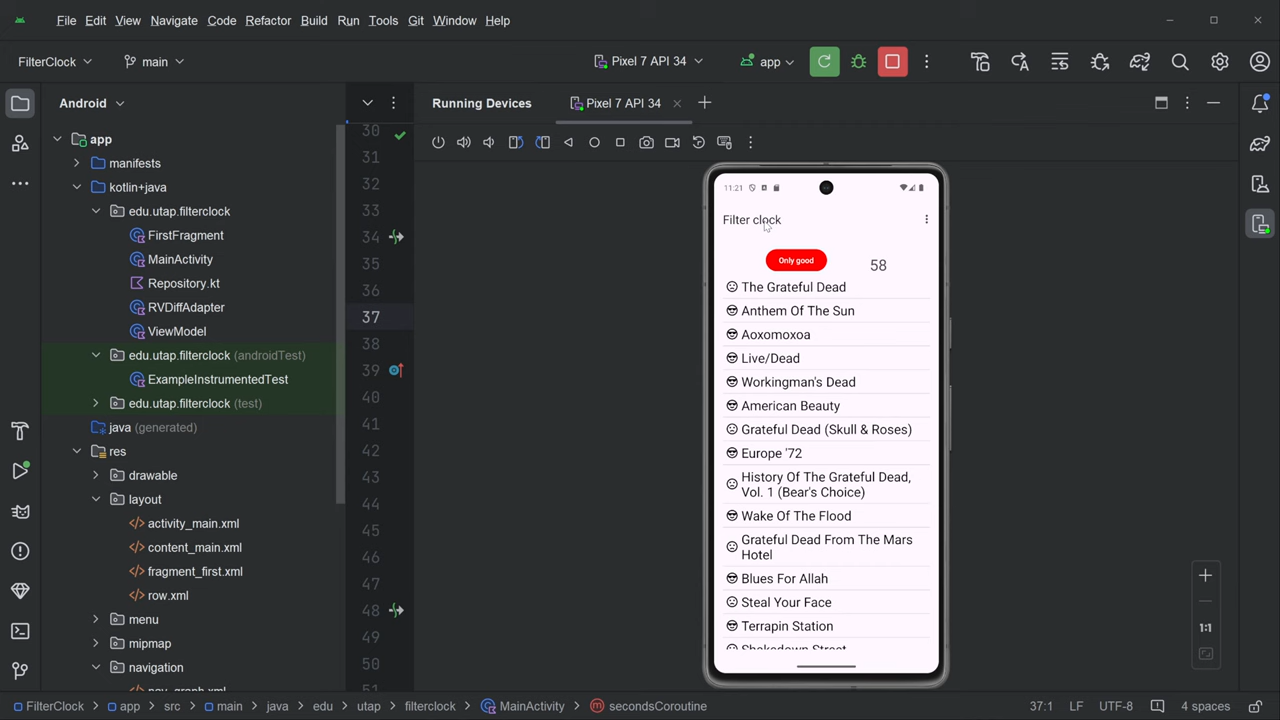 File Edit View Navigate Code Refactor Build Run Tools Git Window Help
FilterClock main Pixel 7 API 34 app
Android Running Devices Pixel 7 API 34
app
manifests
kotlin+java
edu.utap.filterclock
FirstFragment
MainActivity
Repository.kt
RVDiffAdapter
ViewModel
edu.utap.filterclock (androidTest)
ExampleInstrumentedTest
edu.utap.filterclock (test)
java (generated)
res
drawable
layout
activity_main.xml
content_main.xml
fragment_first.xml
row.xml
menu
mipmap
navigation
nav_graph.xml
30
31
32
33
34
35
36
37
38
39
40
41
42
43
44
45
46
47
48
49
50
51
11:21
Filter clock
Only good 58
The Grateful Dead
Anthem Of The Sun
Aoxomoxoa
Live/Dead
Workingman's Dead
American Beauty
Grateful Dead (Skull & Roses)
Europe '72
History Of The Grateful Dead,
Vol. 1 (Bear's Choice)
Wake Of The Flood
Grateful Dead From The Mars
Hotel
Blues For Allah
Steal Your Face
Terrapin Station
Shakedown Street
1:1
FilterClock app src main java edu utap filterclock MainActivity secondsCoroutine 37:1 LF UTF-8 4 spaces